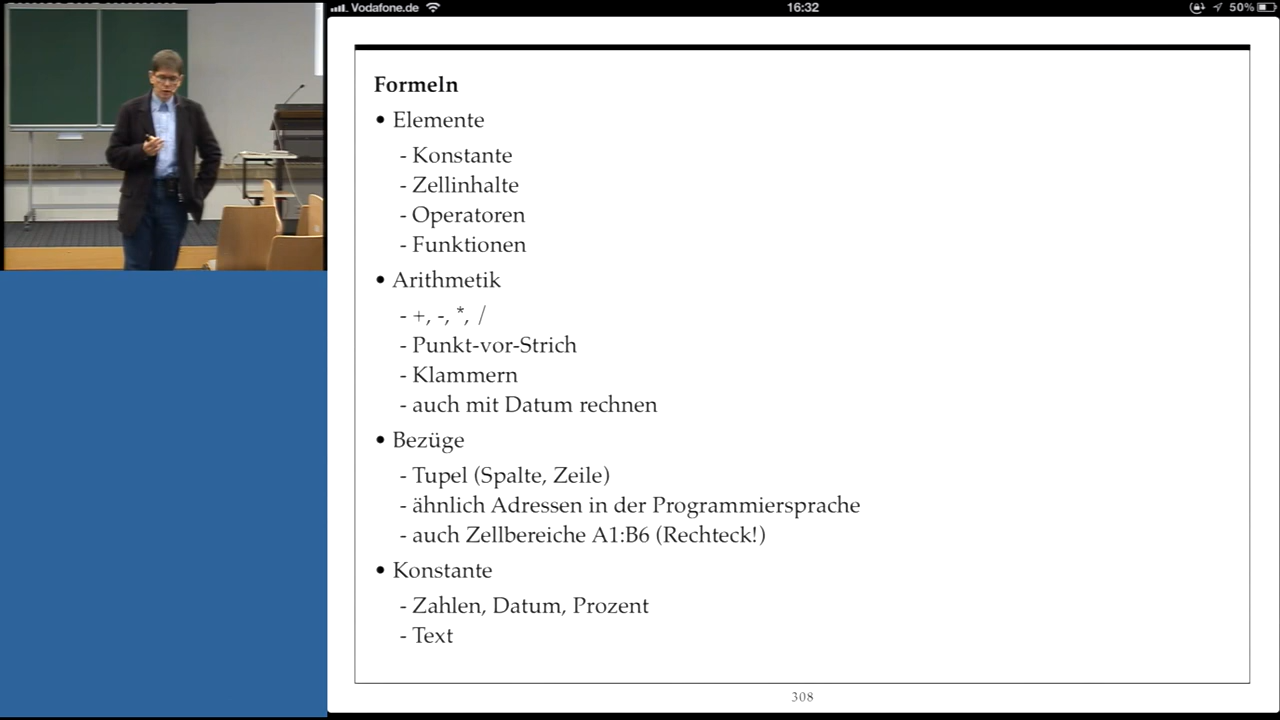 Vodafone.de 16:32 50%
Formeln
• Elemente
- Konstante
- Zellinhalte
- Operatoren
- Funktionen
• Arithmetik
- +, -, *, /
- Punkt-vor-Strich
- Klammern
- auch mit Datum rechnen
• Bezüge
- Tupel (Spalte, Zeile)
- ähnlich Adressen in der Programmiersprache
- auch Zellbereiche A1:B6 (Rechteck!)
• Konstante
- Zahlen, Datum, Prozent
- Text
308